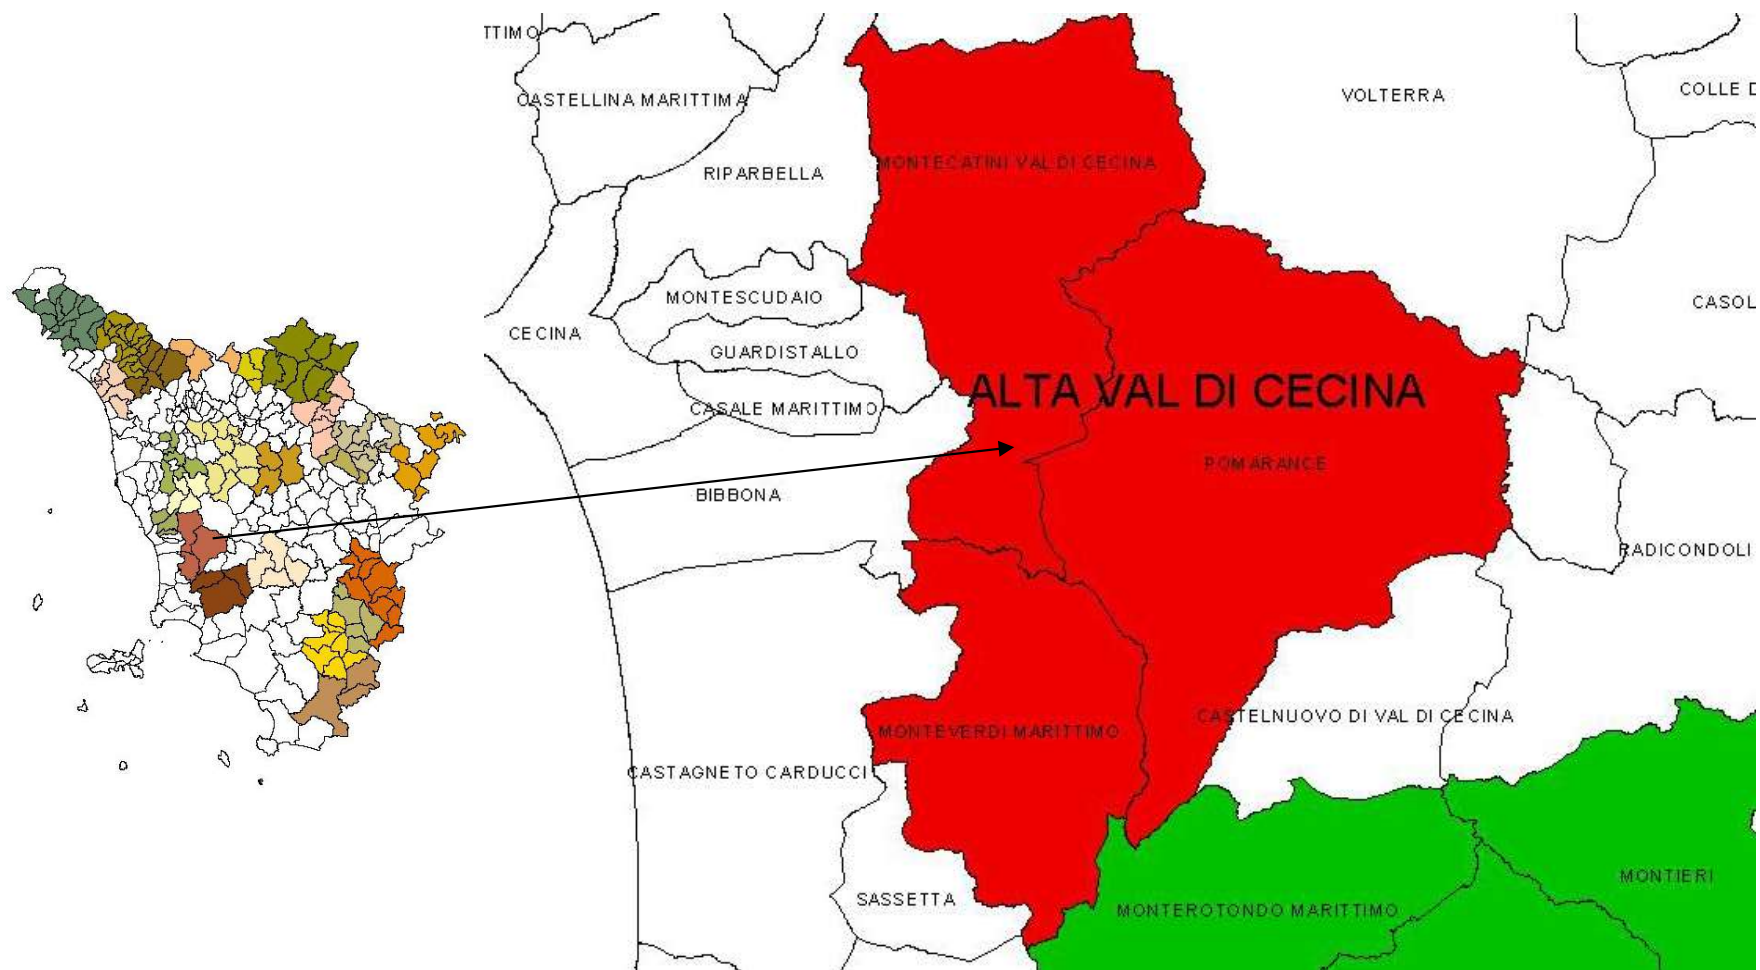 TTIMO
CASTELLINA MARITTIMA
VOLTERRA
COLLE D
MONTECATINI VAL DI CECINA
RIPARBELLA
MONTESCUDAIO
CASOL
CECINA
GUARDISTALLO
ALTA VAL DI CECINA
CASALE MARITTIMO
POMARANCE
BIBBONA
RADICONDOLI
CASTELNUOVO DI VAL DI CECINA
MONTEVERDI MARITTIMO
CASTAGNETO CARDUCCI
MONTIERI
SASSETTA
MONTEROTONDO MARITTIMO